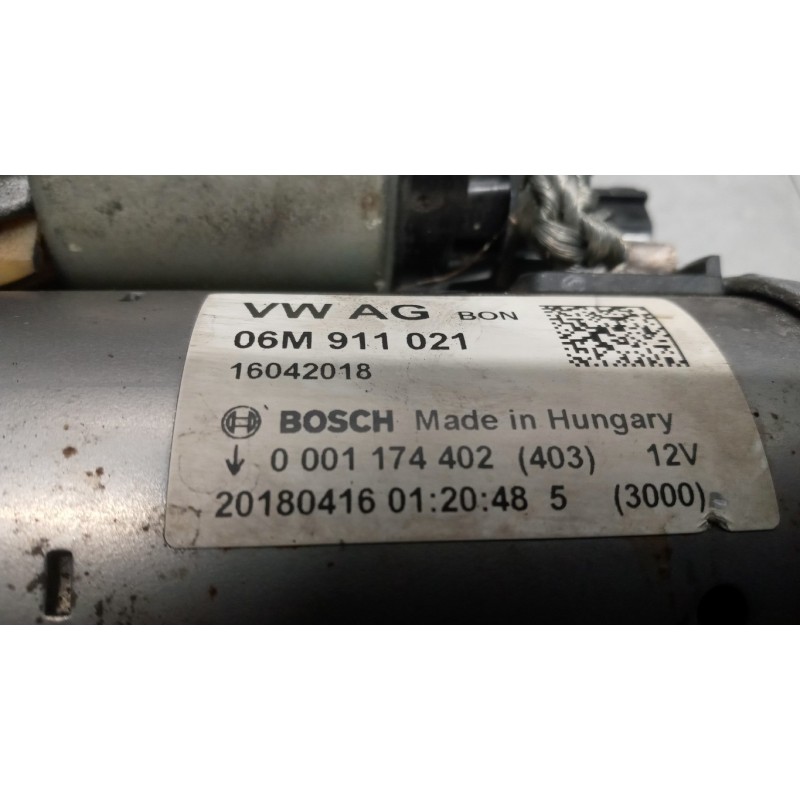 VW AG BON
06M 911 021
16042018
BOSCH Made in Hungary
↓ 0 001 174 402 (403) 12V
20180416 01:20:48 5 (3000)